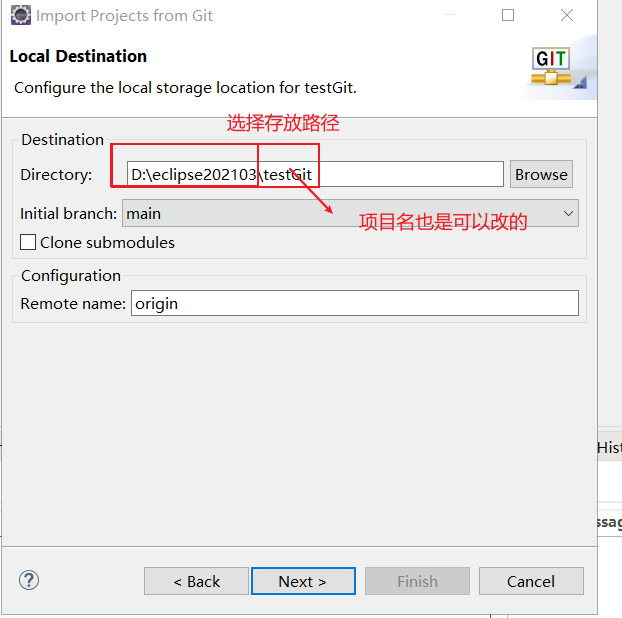 Import Projects from Git
Local Destination
Configure the local storage location for testGit.
GIT
选择存放路径
Destination
Directory: D:\eclipse202103\testGit Browse
Initial branch: main
项目名也是可以改的
Clone submodules
Configuration
Remote name: origin
Hist
ssag
? < Back Next > Finish Cancel